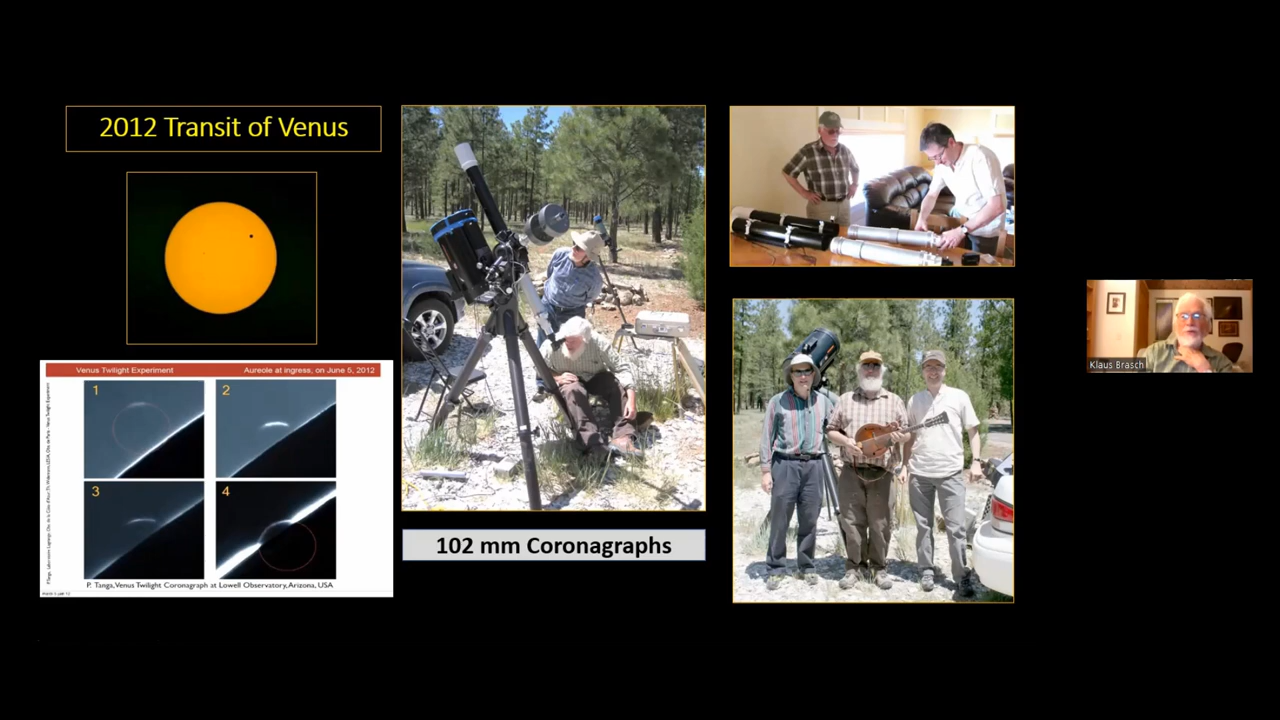 2012 Transit of Venus
Venus Twilight Experiment
Aureole at ingress, on June 5, 2012
1
2
3
4
P. Tanga, Venus Twilight Coronagraph at Lowell Observatory, Arizona, USA
102 mm Coronagraphs
Klaus Brasch